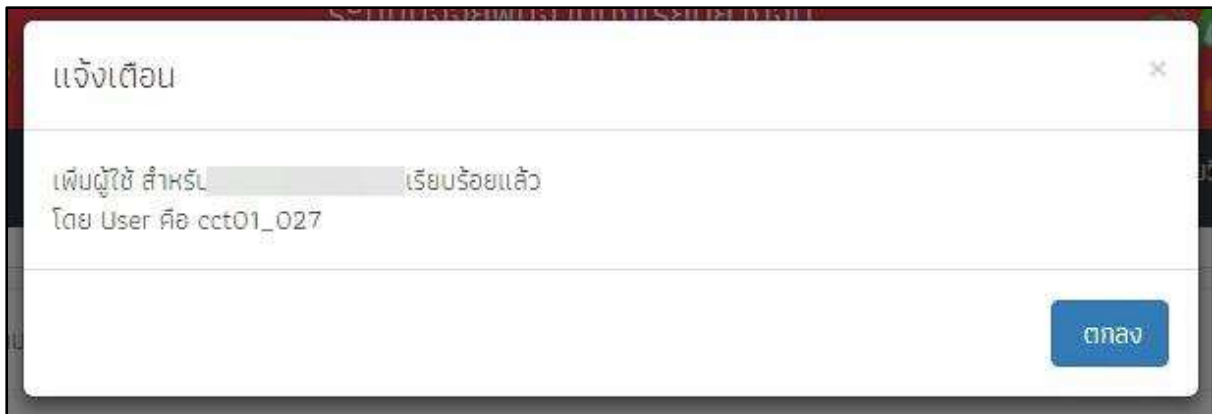 แจ้งเตือน
×
เพิ่มผู้ใช้ สำหรับ เรียบร้อยแล้ว
โดย User คือ cct01_027
ตกลง